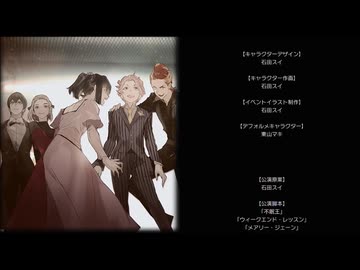 【キャラクターデザイン】
石田スイ
【キャラクター作画】
石田スイ
【イベントイラスト制作】
石田スイ
【デフォルメキャラクター】
東山マキ
【公演原案】
石田スイ
【公演脚本】
「不眠王」
「ウィークエンド・レッスン」
「メアリー・ジェーン」